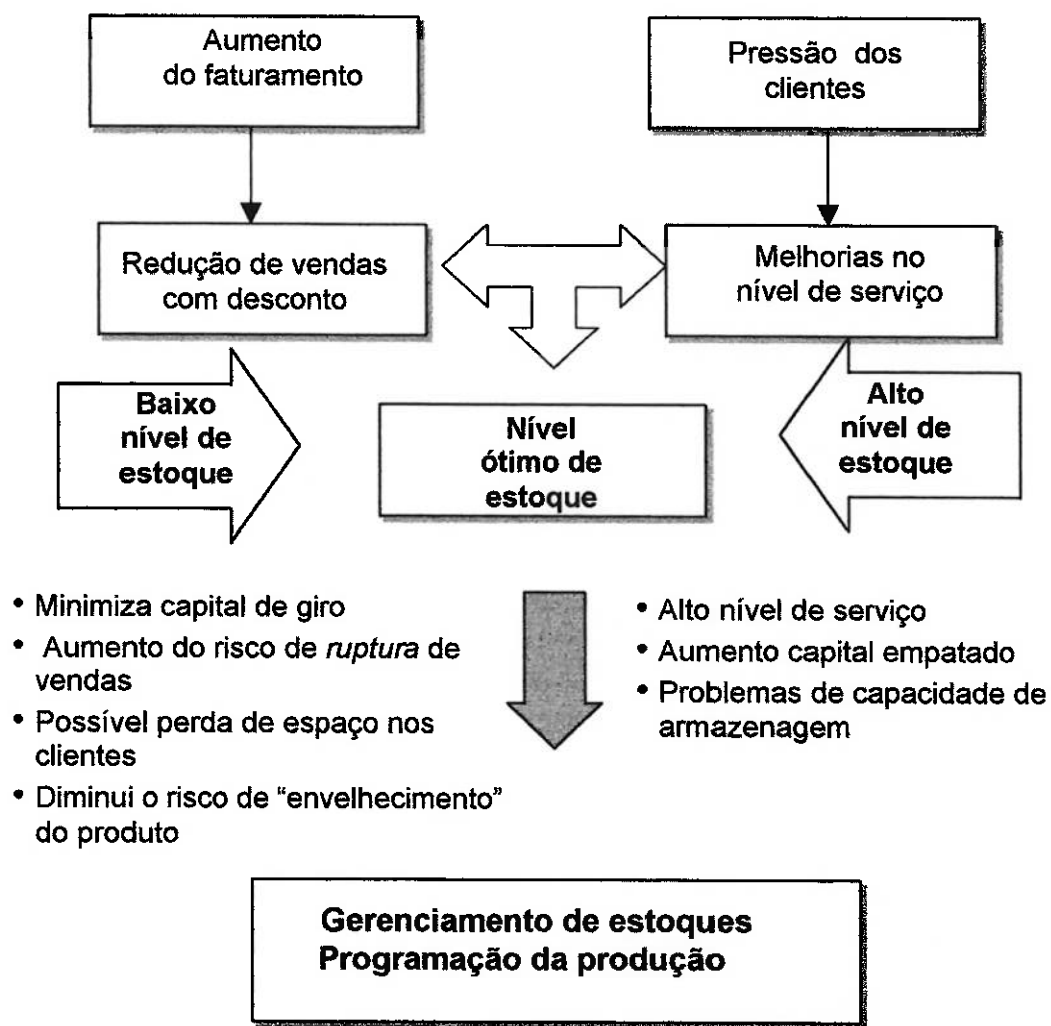 Aumento
do faturamento
Pressão dos
clientes
Redução de vendas
com desconto
Melhorias no
nível de serviço
Baixo
nível de
estoque
Nível
ótimo de
estoque
Alto
nível de
estoque
• Minimiza capital de giro
• Aumento do risco de ruptura de
vendas
• Possível perda de espaço nos
clientes
• Diminui o risco de “envelhecimento”
do produto
• Alto nível de serviço
• Aumento capital empatado
• Problemas de capacidade de
armazenagem
Gerenciamento de estoques
Programação da produção